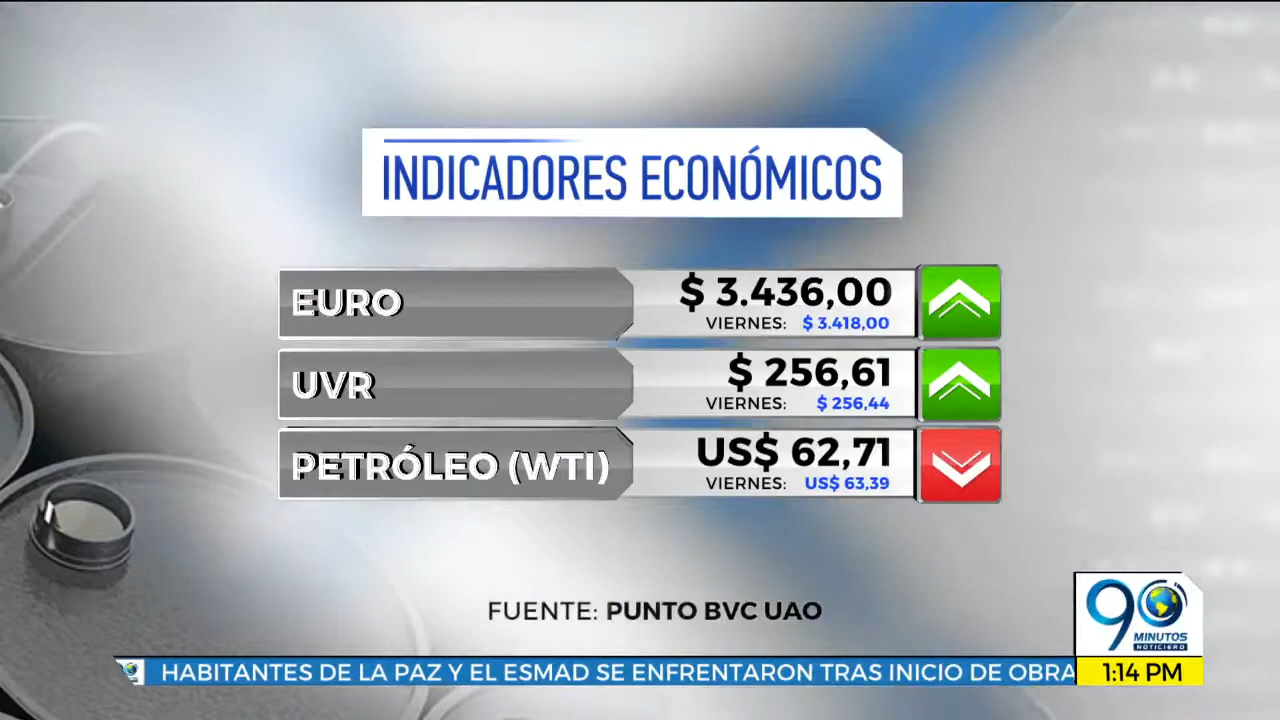 INDICADORES ECONÓMICOS
EURO
$ 3.436,00
VIERNES: $ 3.418,00
UVR
$ 256,61
VIERNES: $ 256,44
PETRÓLEO (WTI)
US$ 62,71
VIERNES: US$ 63,39
FUENTE: PUNTO BVC UAO
90
MINUTOS
NOTICIERO
HABITANTES DE LA PAZ Y EL ESMAD SE ENFRENTARON TRAS INICIO DE OBRA
1:14 PM